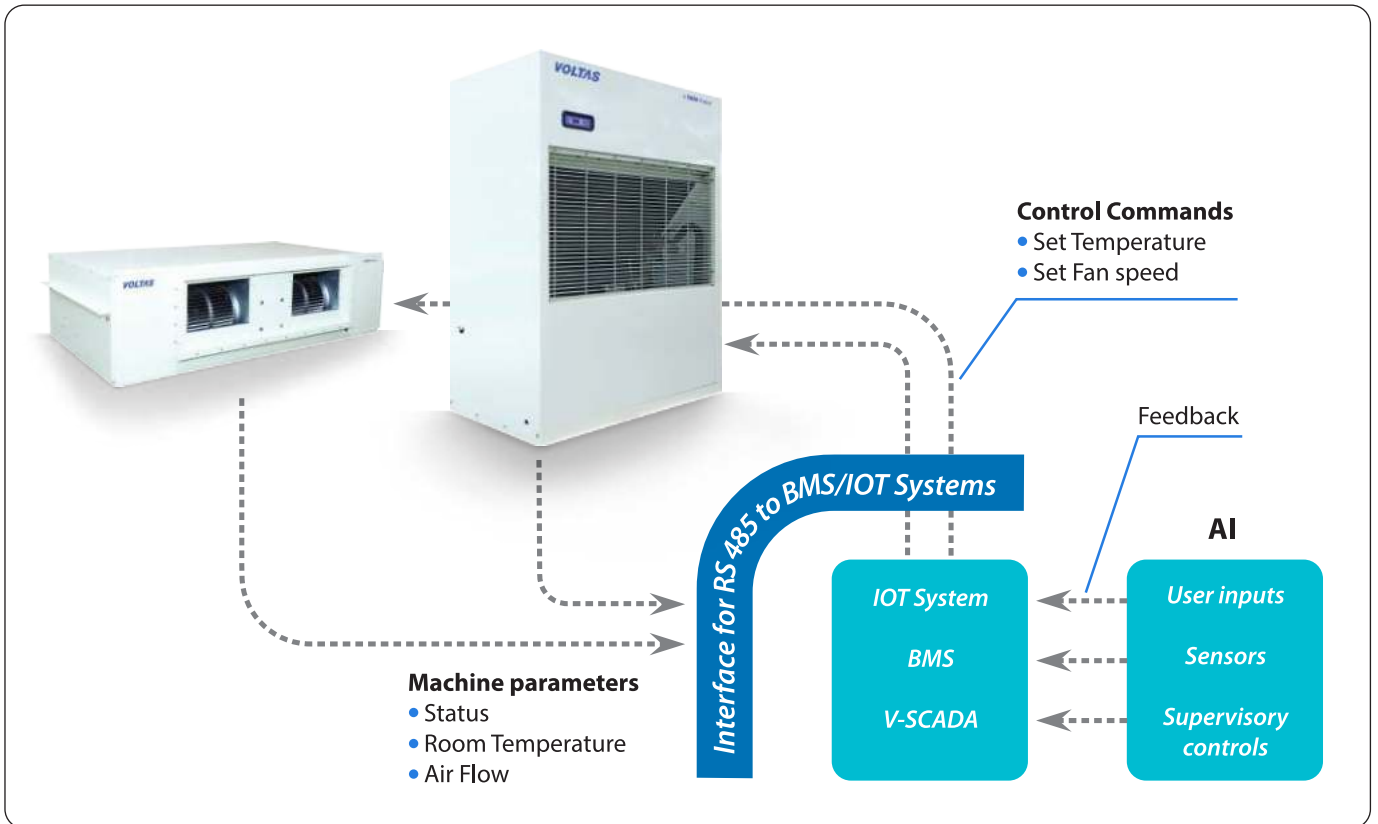 VOLTAS
VOLTAS
Control Commands
• Set Temperature
• Set Fan speed
Feedback
Interface for RS 485 to BMS/IOT Systems
AI
IOT System
BMS
V-SCADA
User inputs
Sensors
Supervisory
controls
Machine parameters
• Status
• Room Temperature
• Air Flow